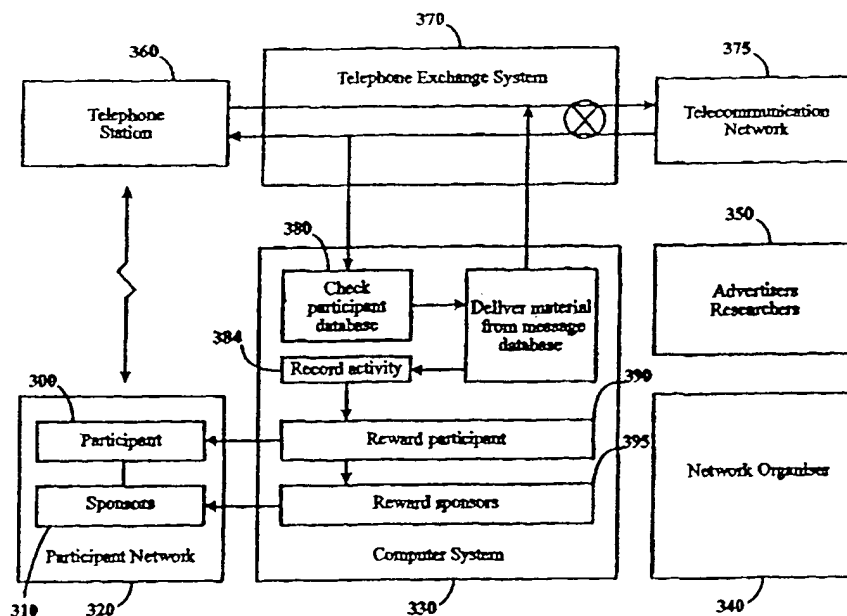 370
360
375
Telephone Exchange System
Telephone
Station
Telecommunication
Network
380
350
Check
participant
database
Deliver material
from message
database
Advertisers
Researchers
384
Record activity
300
390
Participant
Reward participant
395
Network Organiser
Sponsors
Reward sponsors
Participant Network
Computer System
310
320
330
340